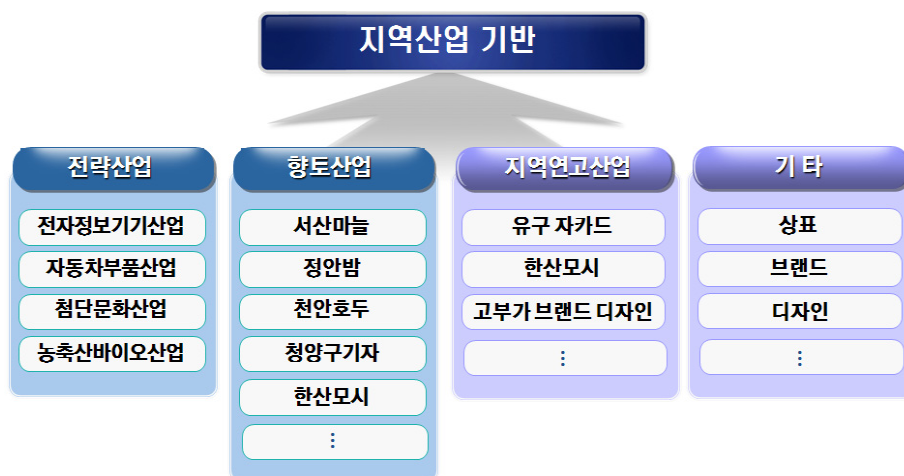 지역산업 기반
전략산업
전자정보기기산업
자동차부품산업
첨단문화산업
농축산바이오산업
향토산업
서산마늘
정안밤
천안호두
청양구기자
한산모시
⋮
지역연고산업
유구 자카드
한산모시
고부가 브랜드 디자인
⋮
기 타
상표
브랜드
디자인
⋮